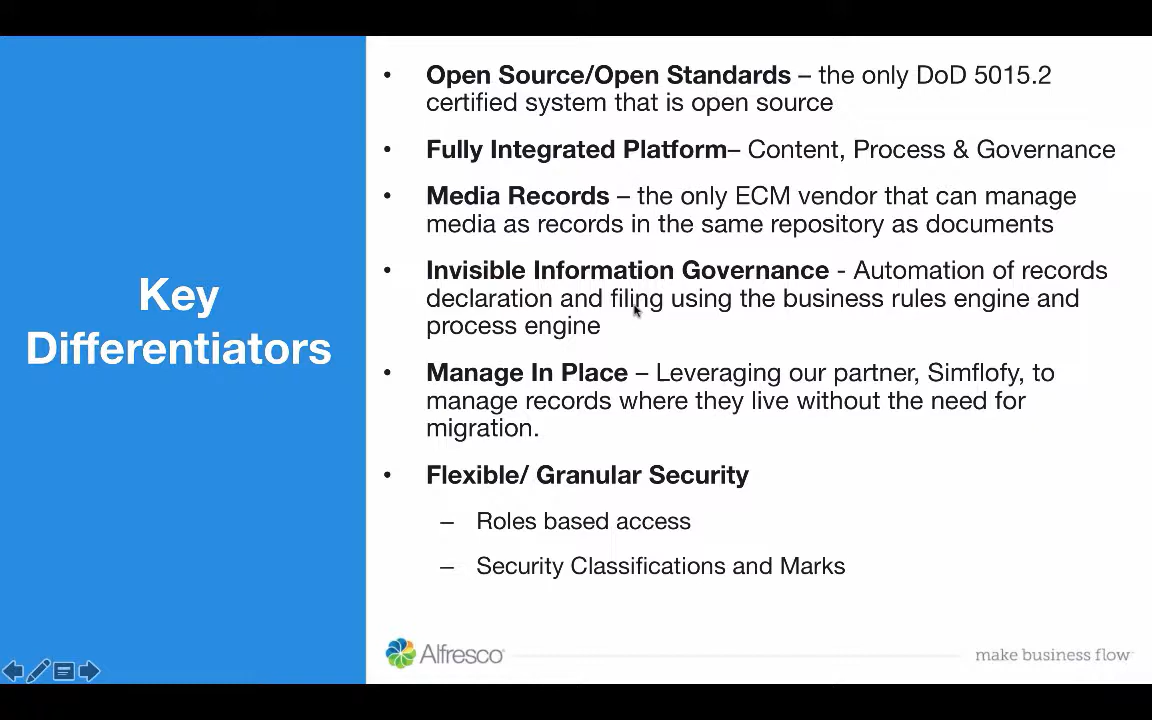 Key
Differentiators
• Open Source/Open Standards – the only DoD 5015.2
certified system that is open source
• Fully Integrated Platform– Content, Process & Governance
• Media Records – the only ECM vendor that can manage
media as records in the same repository as documents
• Invisible Information Governance - Automation of records
declaration and filing using the business rules engine and
process engine
• Manage In Place – Leveraging our partner, Simflofy, to
manage records where they live without the need for
migration.
• Flexible/ Granular Security
– Roles based access
– Security Classifications and Marks
Alfresco
make business flow